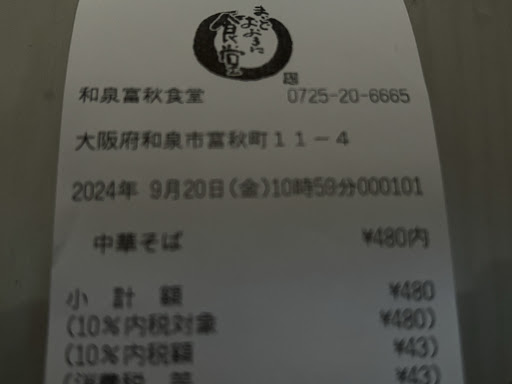 まいどおおきに
食堂
和泉富秋食堂 0725-20-6665
大阪府和泉市富秋町11-4
2024年 9月20日(金)10時59分000101
中華そば ¥480内
小 計 額 ¥480
(10%内税対象 ¥480)
(10%内税額 ¥43)
(消費税 等 ¥43)